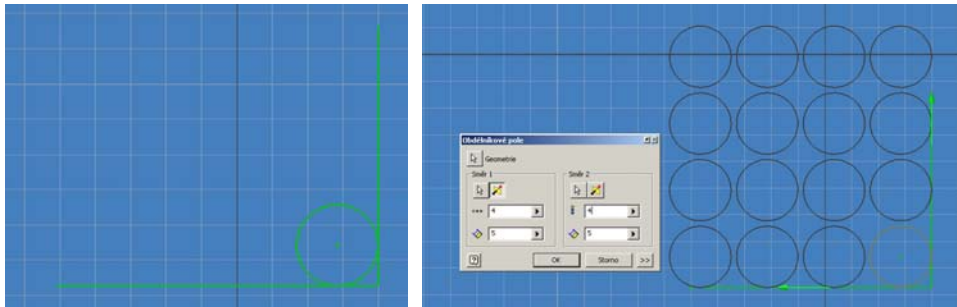 Obdélníkové pole
Geometrie
Směr 1
Směr 2
4
4
5
5
OK
Storno
>>